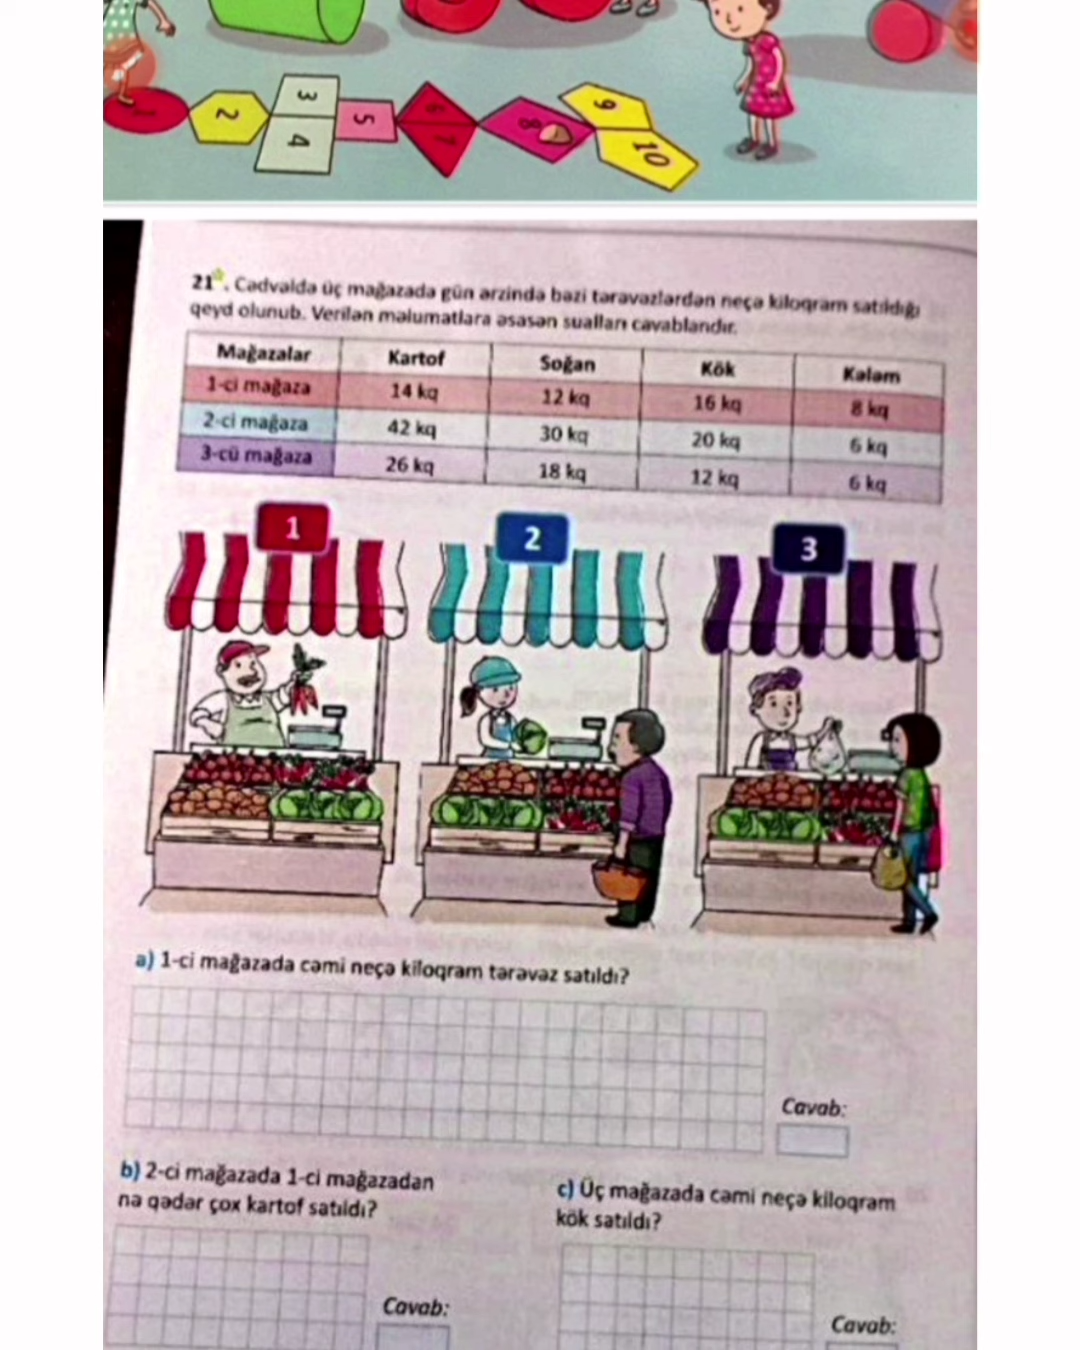 1
2
3
4
5
6
7
8
9
10
21*. Cədvəldə üç mağazada gün ərzində bəzi tərəvəzlərdən neçə kiloqram satıldığı
qeyd olunub. Verilən məlumatlara əsasən sualları cavablandır.
Mağazalar Kartof Soğan Kök Kələm
1-ci mağaza 14 kq 12 kq 16 kq 8 kq
2-ci mağaza 42 kq 30 kq 20 kq 6 kq
3-cü mağaza 26 kq 18 kq 12 kq 6 kq
1 2 3
a) 1-ci mağazada cəmi neçə kiloqram tərəvəz satıldı?
Cavab:
b) 2-ci mağazada 1-ci mağazadan
nə qədər çox kartof satıldı?
Cavab:
c) Üç mağazada cəmi neçə kiloqram
kök satıldı?
Cavab: